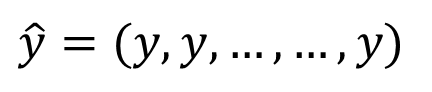 ŷ = (y, y, … , … , y)